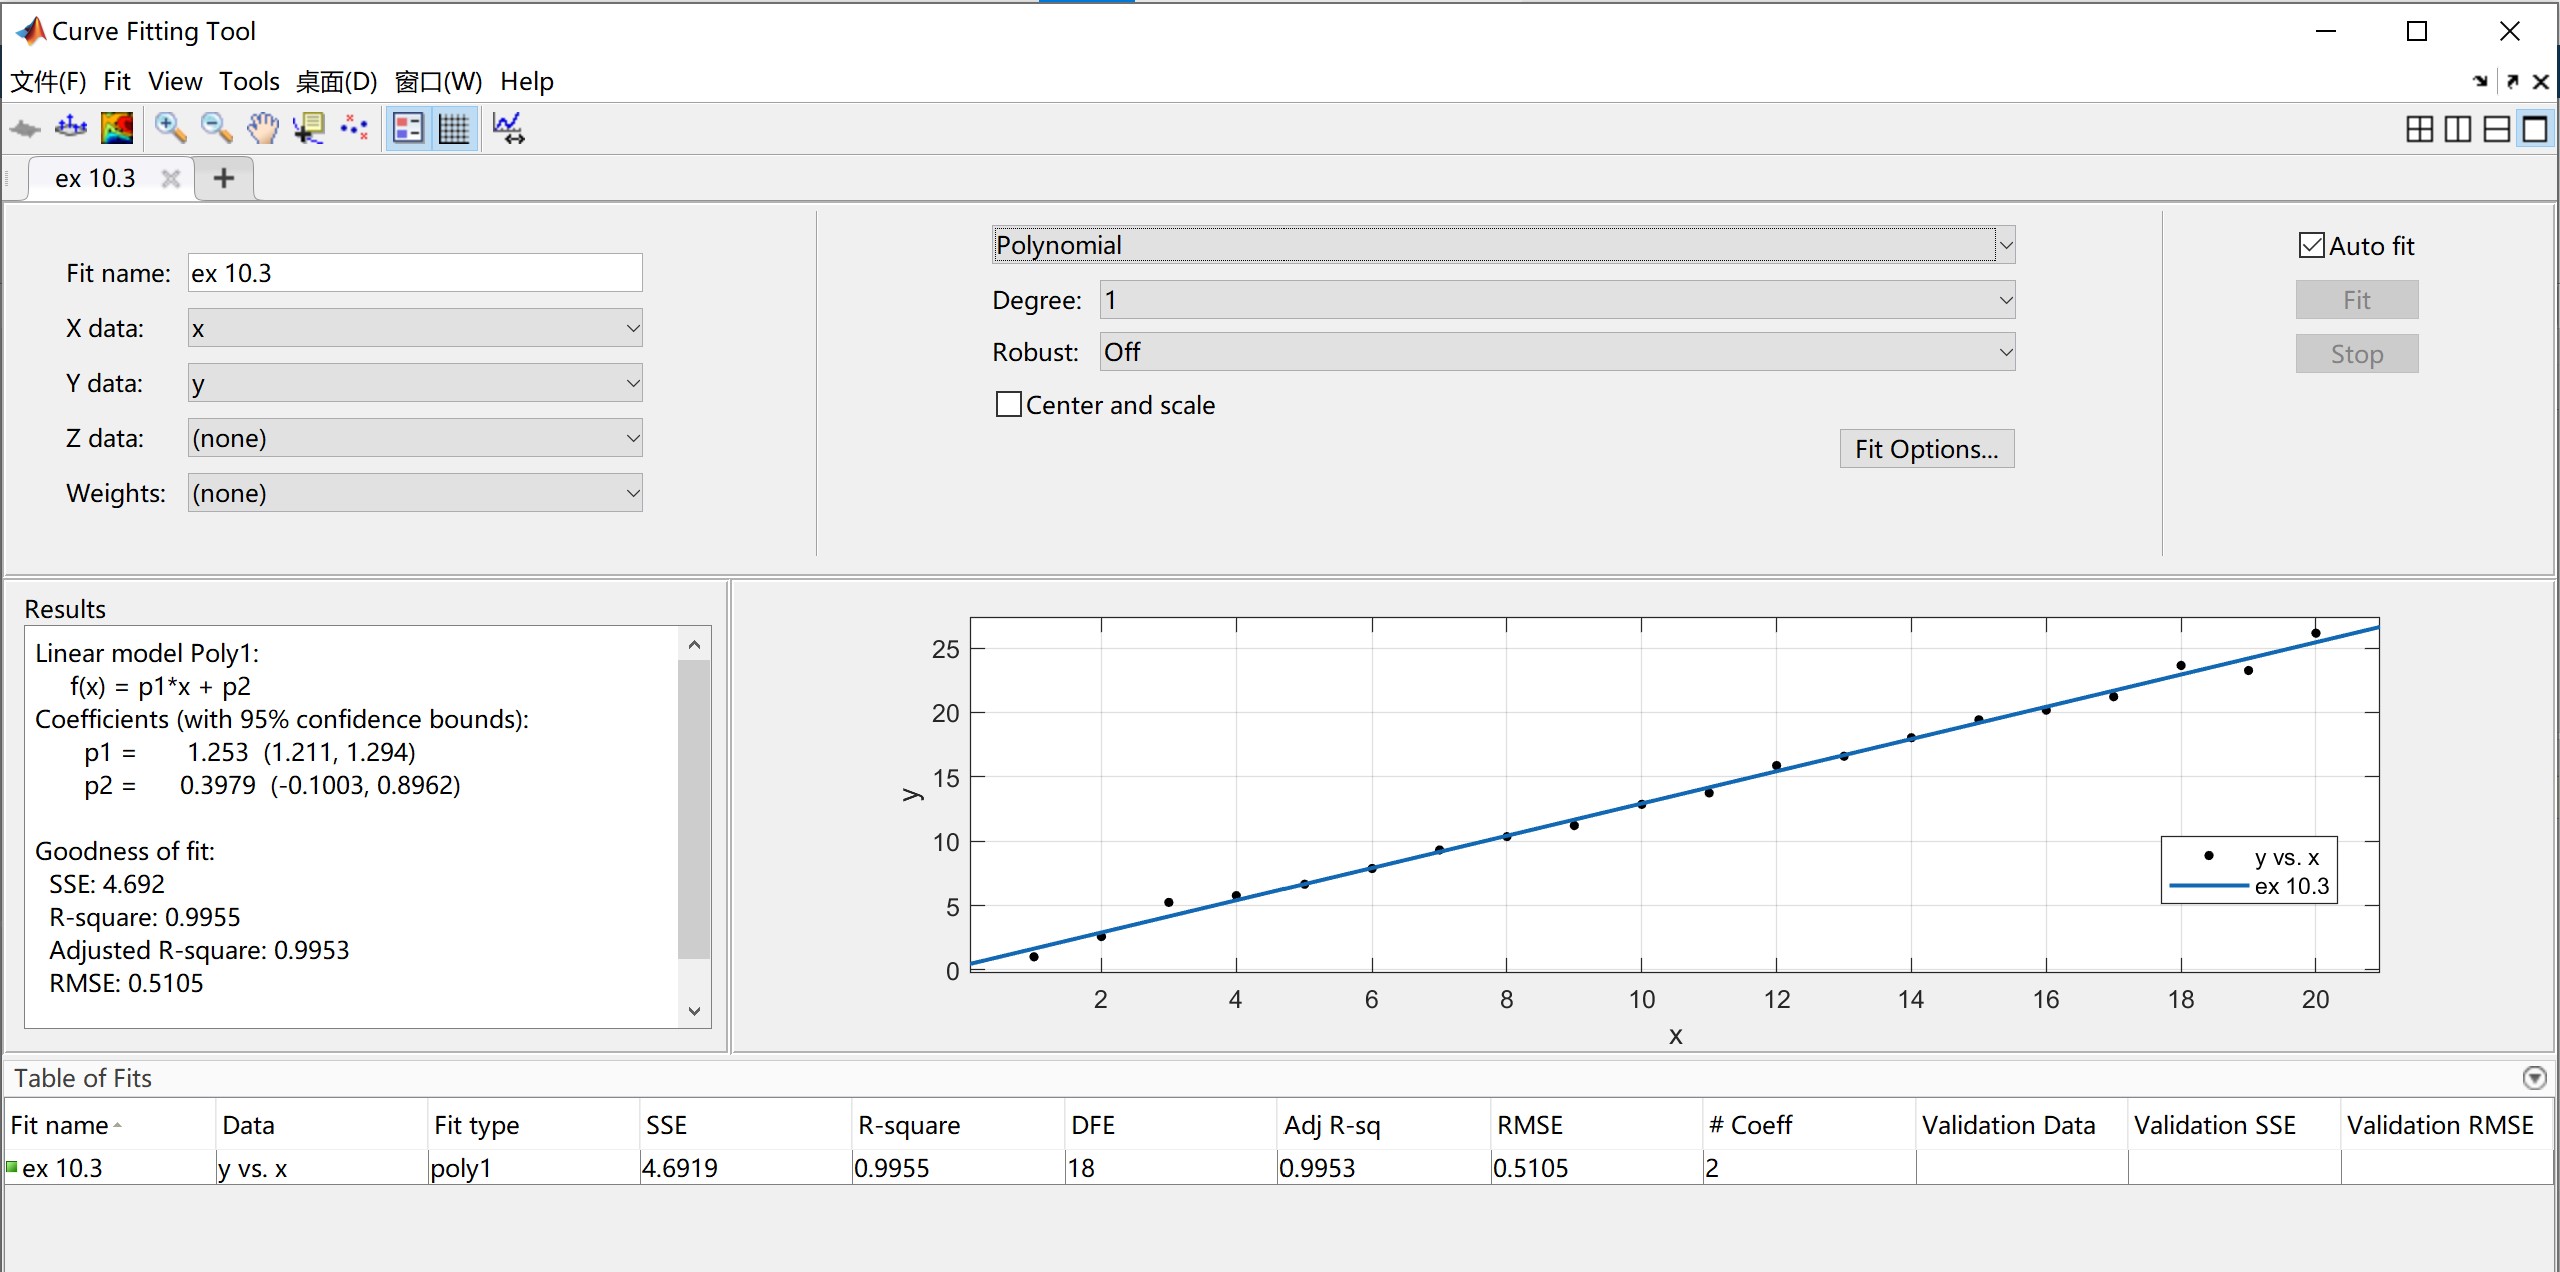 Curve Fitting Tool
文件(F) Fit View Tools 桌面(D) 窗口(W) Help
ex 10.3
Fit name: ex 10.3
X data: x
Y data: y
Z data: (none)
Weights: (none)
Polynomial
Degree: 1
Robust: Off
Center and scale
Fit Options...
Auto fit
Fit
Stop
Results
Linear model Poly1:
f(x) = p1*x + p2
Coefficients (with 95% confidence bounds):
p1 = 1.253 (1.211, 1.294)
p2 = 0.3979 (-0.1003, 0.8962)
Goodness of fit:
SSE: 4.692
R-square: 0.9955
Adjusted R-square: 0.9953
RMSE: 0.5105
25
20
15
10
5
0
y
2 4 6 8 10 12 14 16 18 20
x
y vs. x
ex 10.3
Table of Fits
Fit name Data Fit type SSE R-square DFE Adj R-sq RMSE # Coeff Validation Data Validation SSE Validation RMSE
ex 10.3 y vs. x poly1 4.6919 0.9955 18 0.9953 0.5105 2